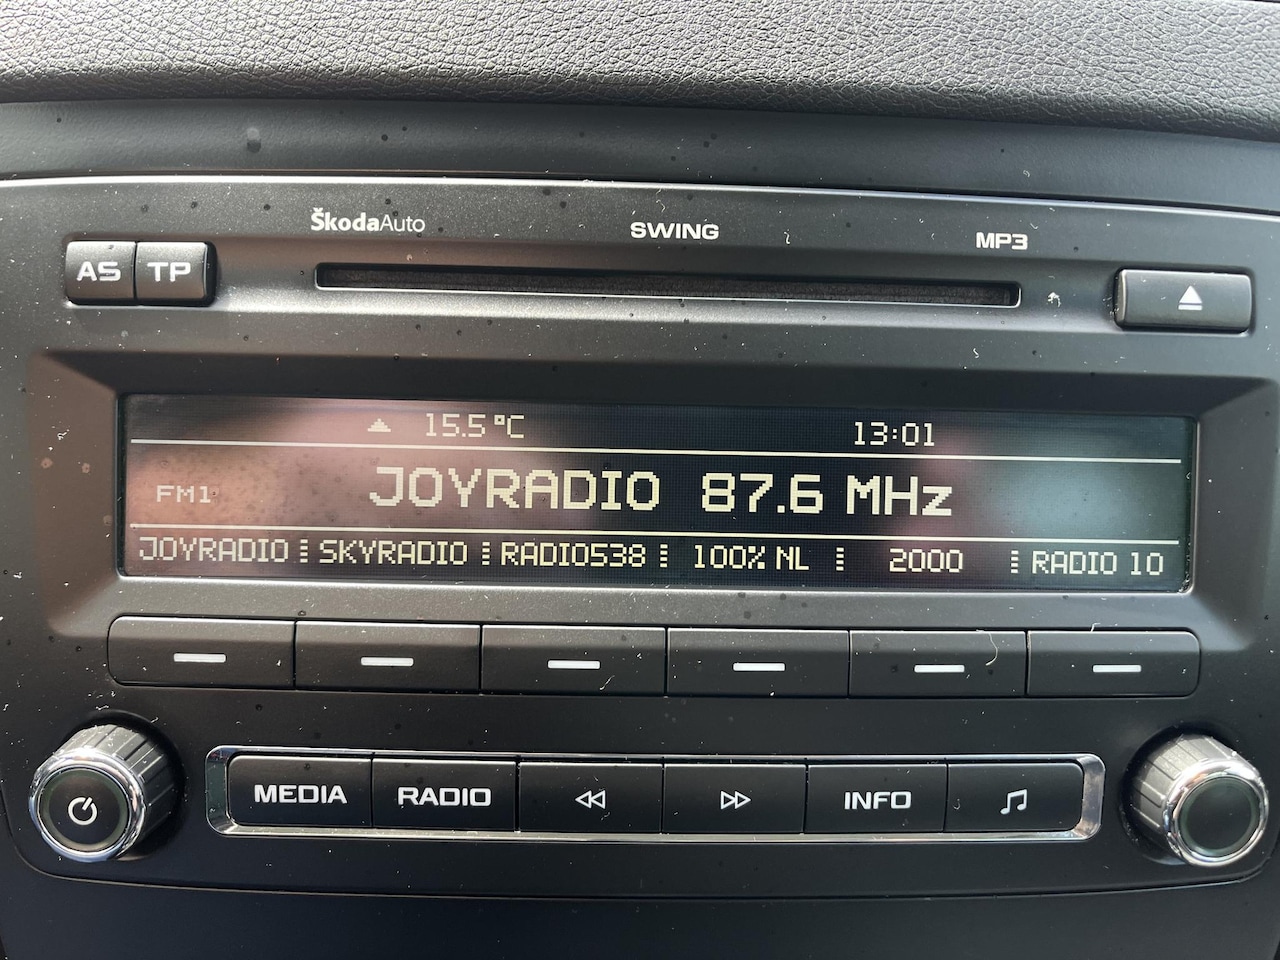 ŠkodaAuto SWING MP3
AS TP
15.5°C 13:01
FM1 JOYRADIO 87.6 MHz
JOYRADIO SKYRADIO RADIO538 100% NL 2000 RADIO 10
MEDIA RADIO INFO